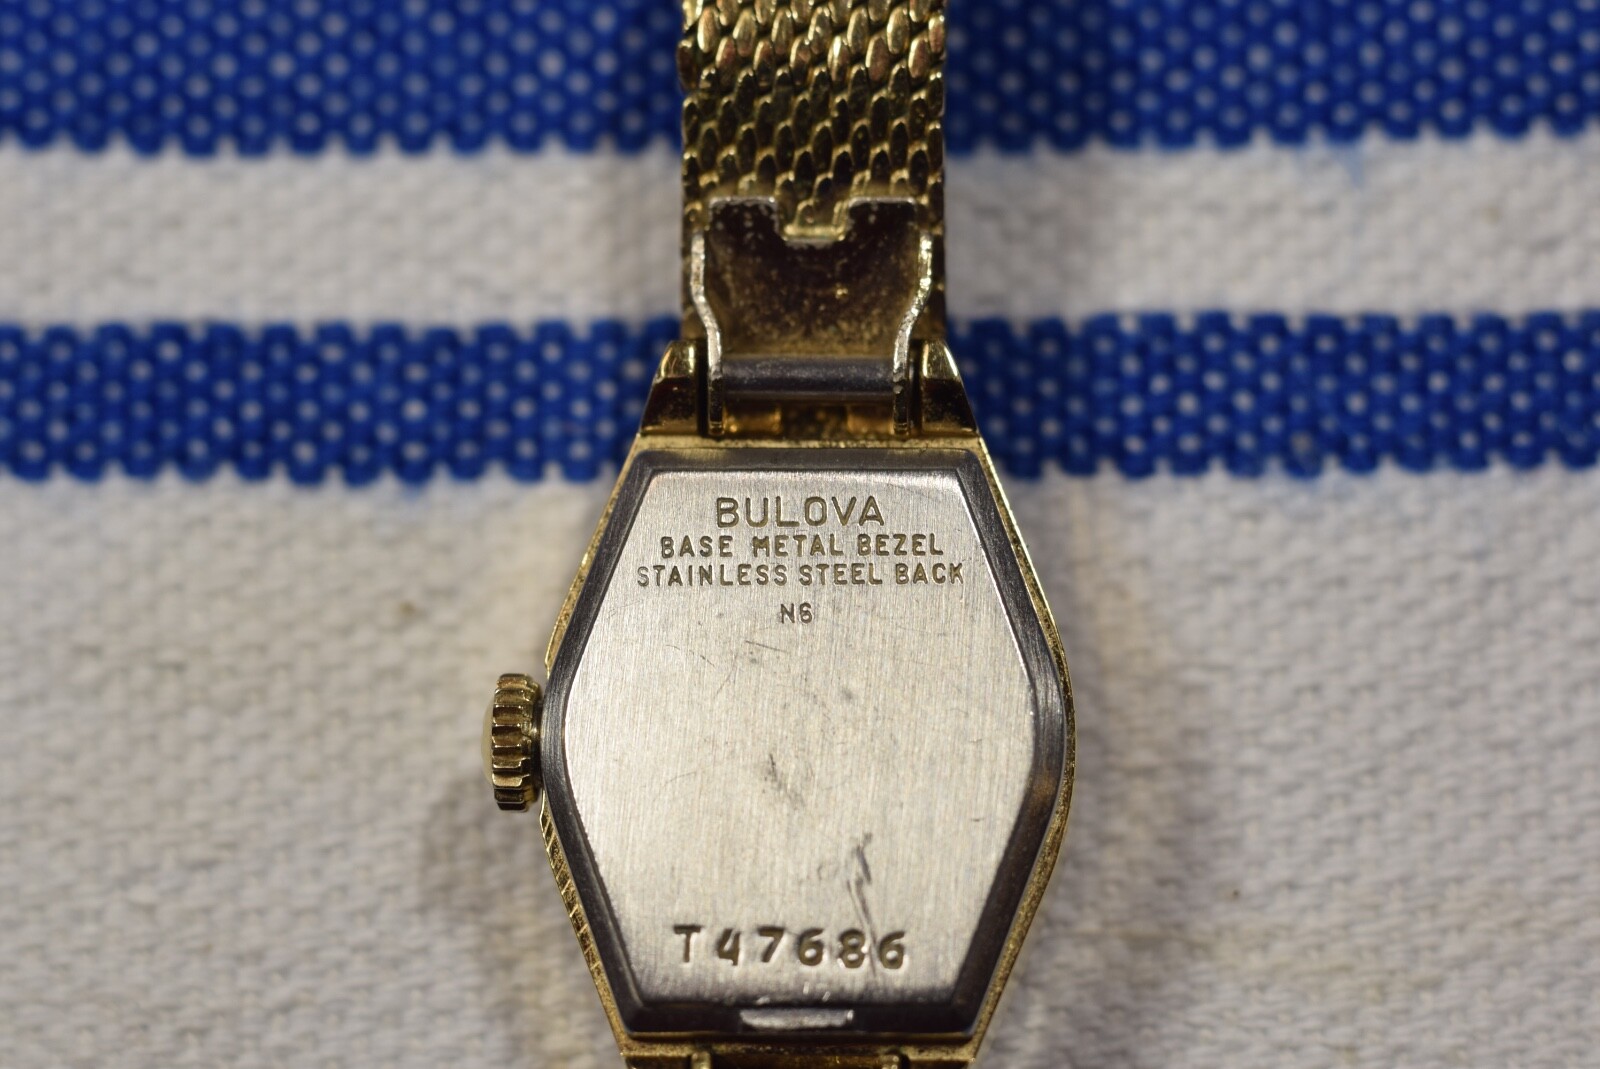 BULOVA
BASE METAL BEZEL
STAINLESS STEEL BACK
N6
T47686